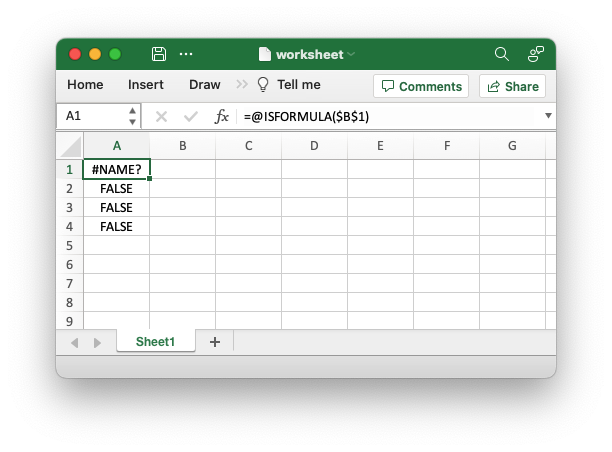 worksheet
Home Insert Draw Tell me Comments Share
A1 fx =@ISFORMULA($B$1)
A B C D E F G
1 #NAME?
2 FALSE
3 FALSE
4 FALSE
5
6
7
8
9
Sheet1 +